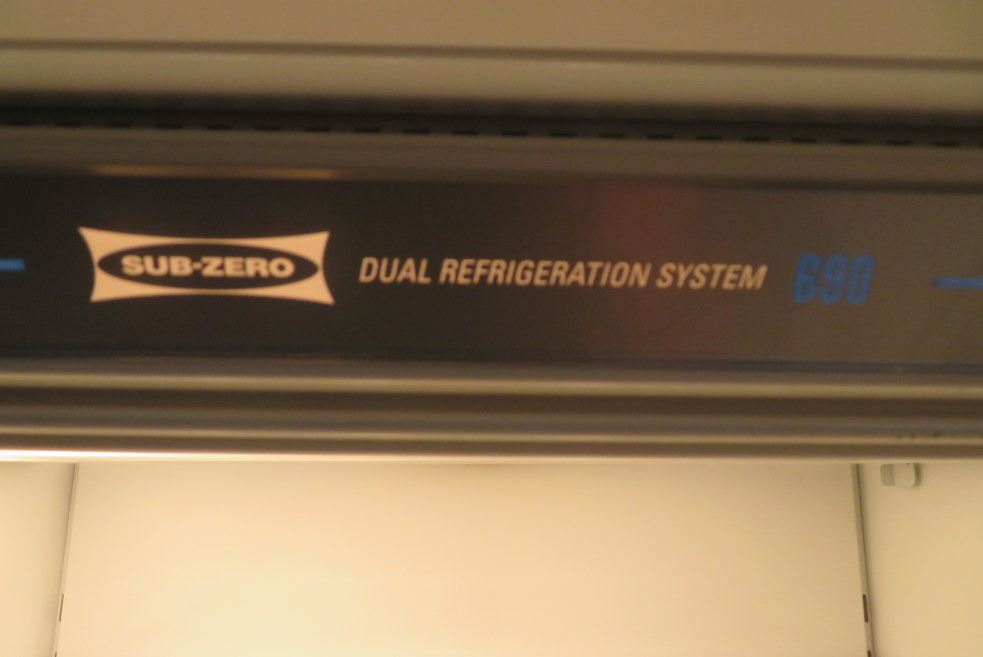 SUB-ZERO DUAL REFRIGERATION SYSTEM 690